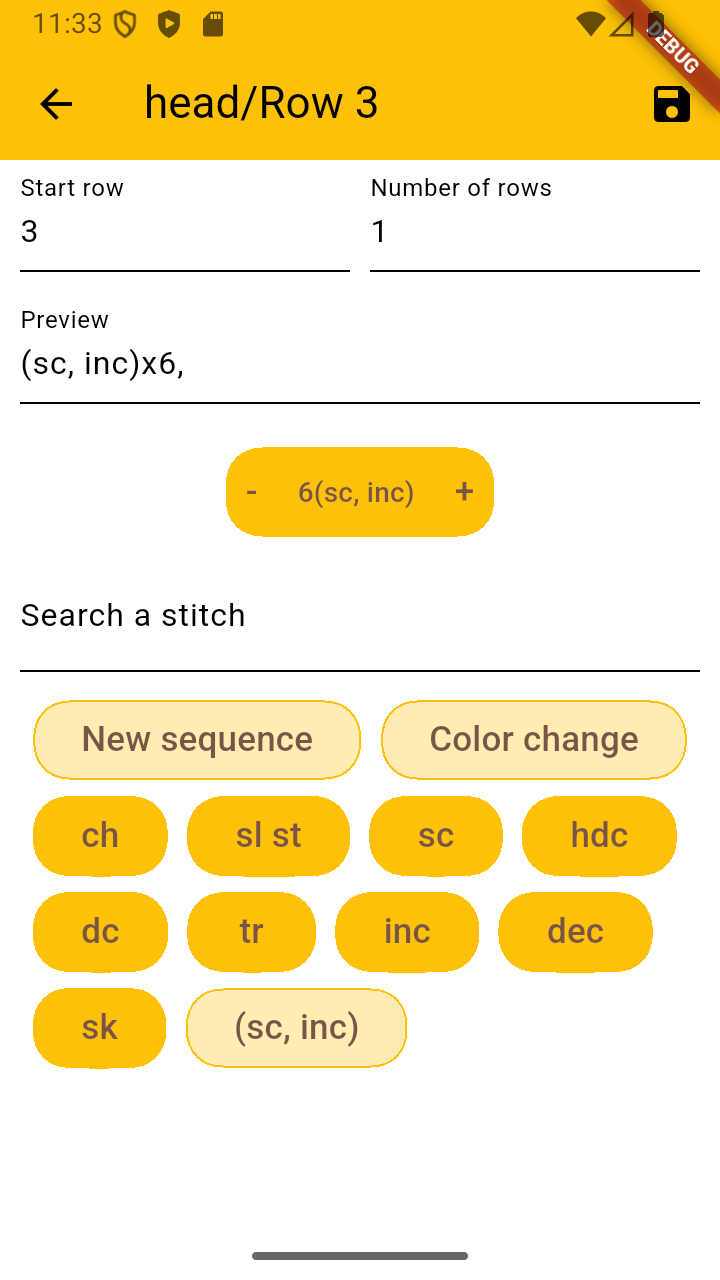 11:33
DEBUG
head/Row 3
Start row Number of rows
3 1
Preview
(sc, inc)x6,
- 6(sc, inc) +
Search a stitch
New sequence Color change
ch sl st sc hdc
dc tr inc dec
sk (sc, inc)